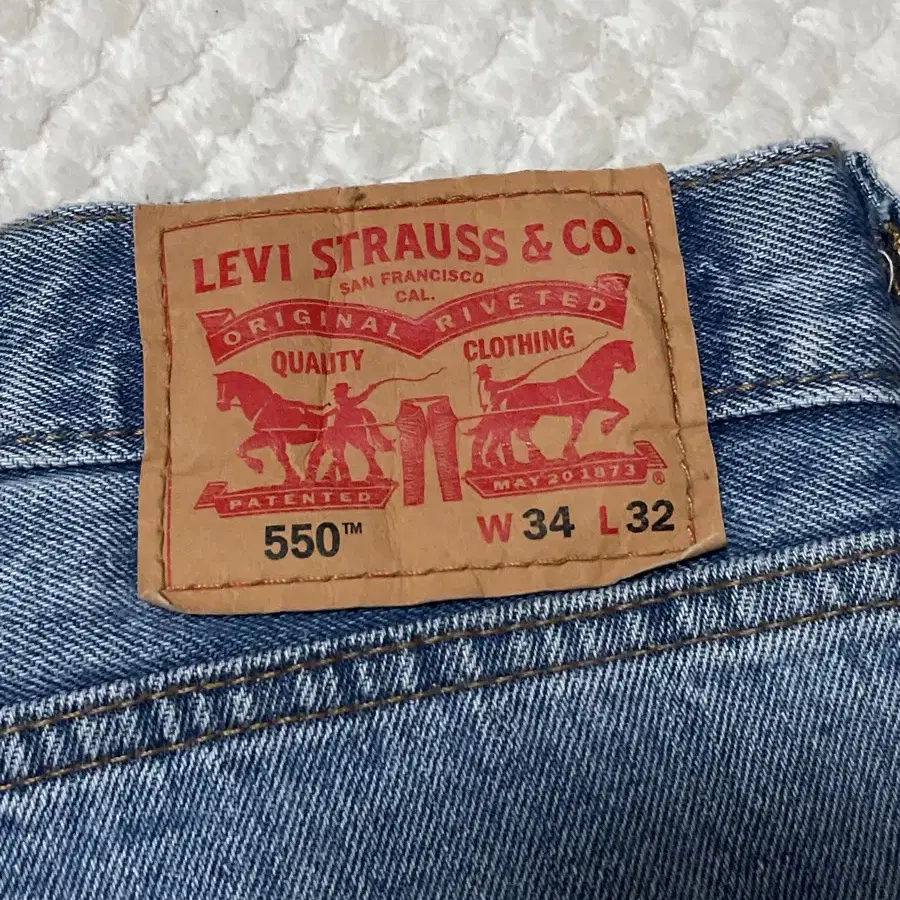 LEVI STRAUSS & CO.
SAN FRANCISCO
CAL.
ORIGINAL RIVETED
QUALITY CLOTHING
PATENTED MAY 20 1873 ®
550™ W 34 L 32